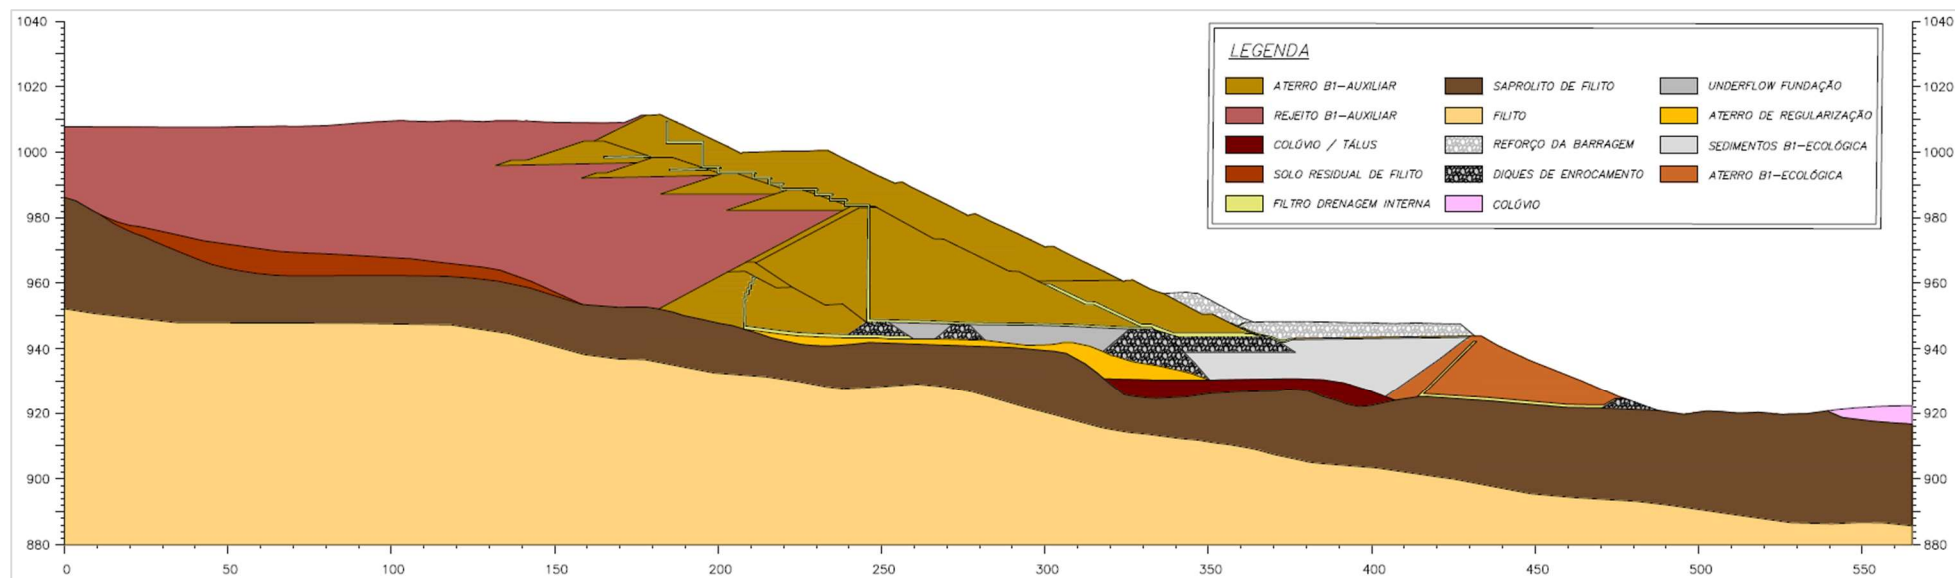 1040
1020
1000
980
960
940
920
900
880
LEGENDA
ATERRO B1-AUXILIAR
SAPROLITO DE FILITO
UNDERFLOW FUNDAÇÃO
REJEITO B1-AUXILIAR
FILITO
ATERRO DE REGULARIZAÇÃO
COLÚVIO / TÁLUS
REFORÇO DA BARRAGEM
SEDIMENTOS B1-ECOLÓGICA
SOLO RESIDUAL DE FILITO
DIQUES DE ENROCAMENTO
ATERRO B1-ECOLÓGICA
FILTRO DRENAGEM INTERNA
COLÚVIO
1040
1020
1000
980
960
940
920
900
880
0 50 100 150 200 250 300 350 400 450 500 550